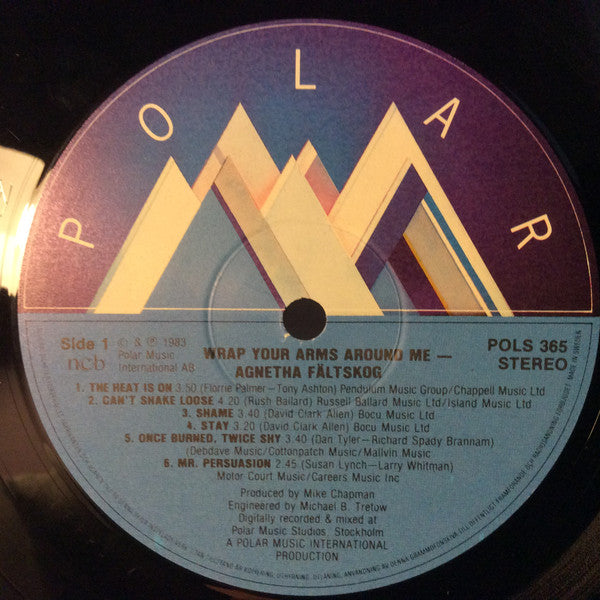 POLAR
Side 1
© & ℗ 1983
Polar Music
International AB
ncb
WRAP YOUR ARMS AROUND ME —
AGNETHA FÄLTSKOG
POLS 365
STEREO
MADE IN SWEDEN
1. THE HEAT IS ON 3.50 (Florrie Palmer—Tony Ashton) Pendulum Music Group/Chappell Music Ltd
2. CAN'T SHAKE LOOSE 4.20 (Rush Ballard) Russell Ballard Music Ltd/Island Music Ltd
3. SHAME 3.40 (David Clark Allen) Bocu Music Ltd
4. STAY 3.20 (David Clark Allen) Bocu Music Ltd
5. ONCE BURNED, TWICE SHY 3.40 (Dan Tyler—Richard Spady Brannam)
(Debdave Music/Cottonpatch Music/Mallvin Music
6. MR. PERSUASION 2.45 (Susan Lynch—Larry Whitman)
Motor Court Music/Careers Music Inc
Produced by Mike Chapman
Engineered by Michael B. Tretow
Digitally recorded & mixed at
Polar Music Studios, Stockholm
A POLAR MUSIC INTERNATIONAL
PRODUCTION